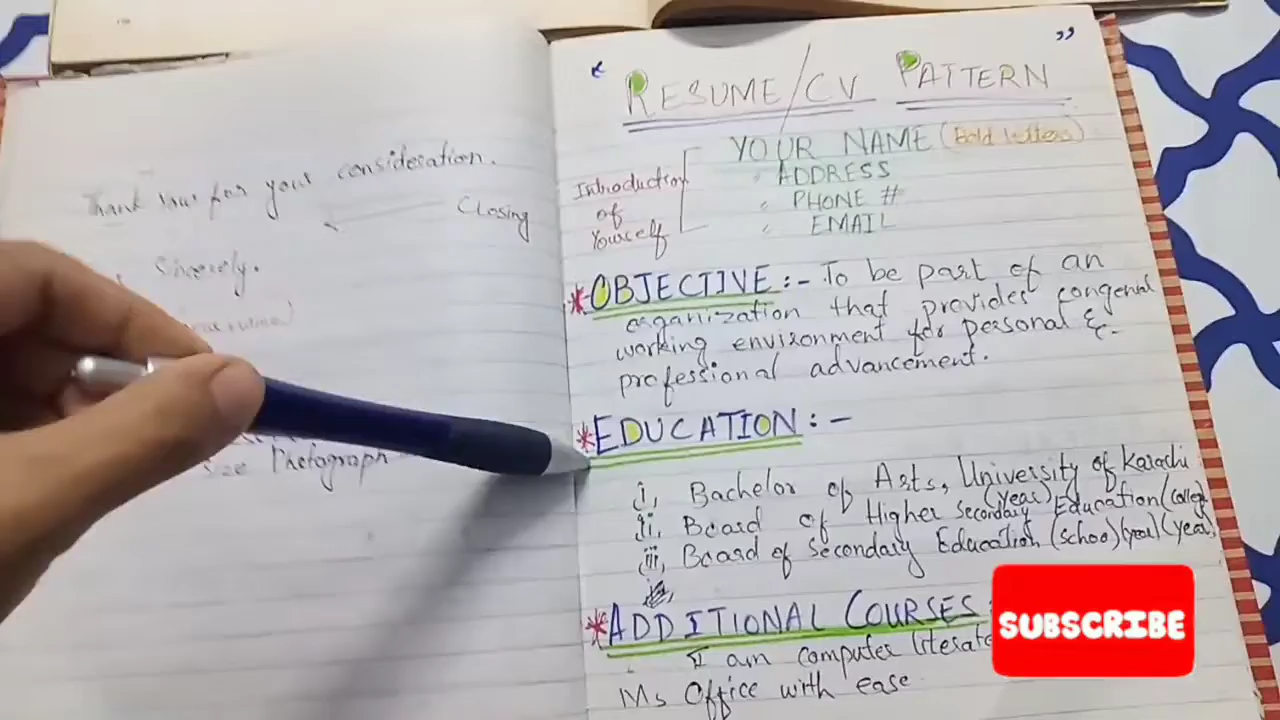 Thank you for your consideration.
Closing
Sincerely.
Size Photograph
" RESUME/CV PATTERN "
YOUR NAME (Bold letters)
Introduction of Yourself
ADDRESS
PHONE #
EMAIL
* OBJECTIVE :- To be part of an
organization that provides congenial
working environment for personal &
professional advancement.
* EDUCATION :-
i, Bachelor of Arts, University of Karachi
(year)
ii, Board of Higher Secondary Education (College)
iii, Board of Secondary Education (School) (year) (year)
* ADDITIONAL COURSES
I am computer literate
Ms Office with ease
SUBSCRIBE